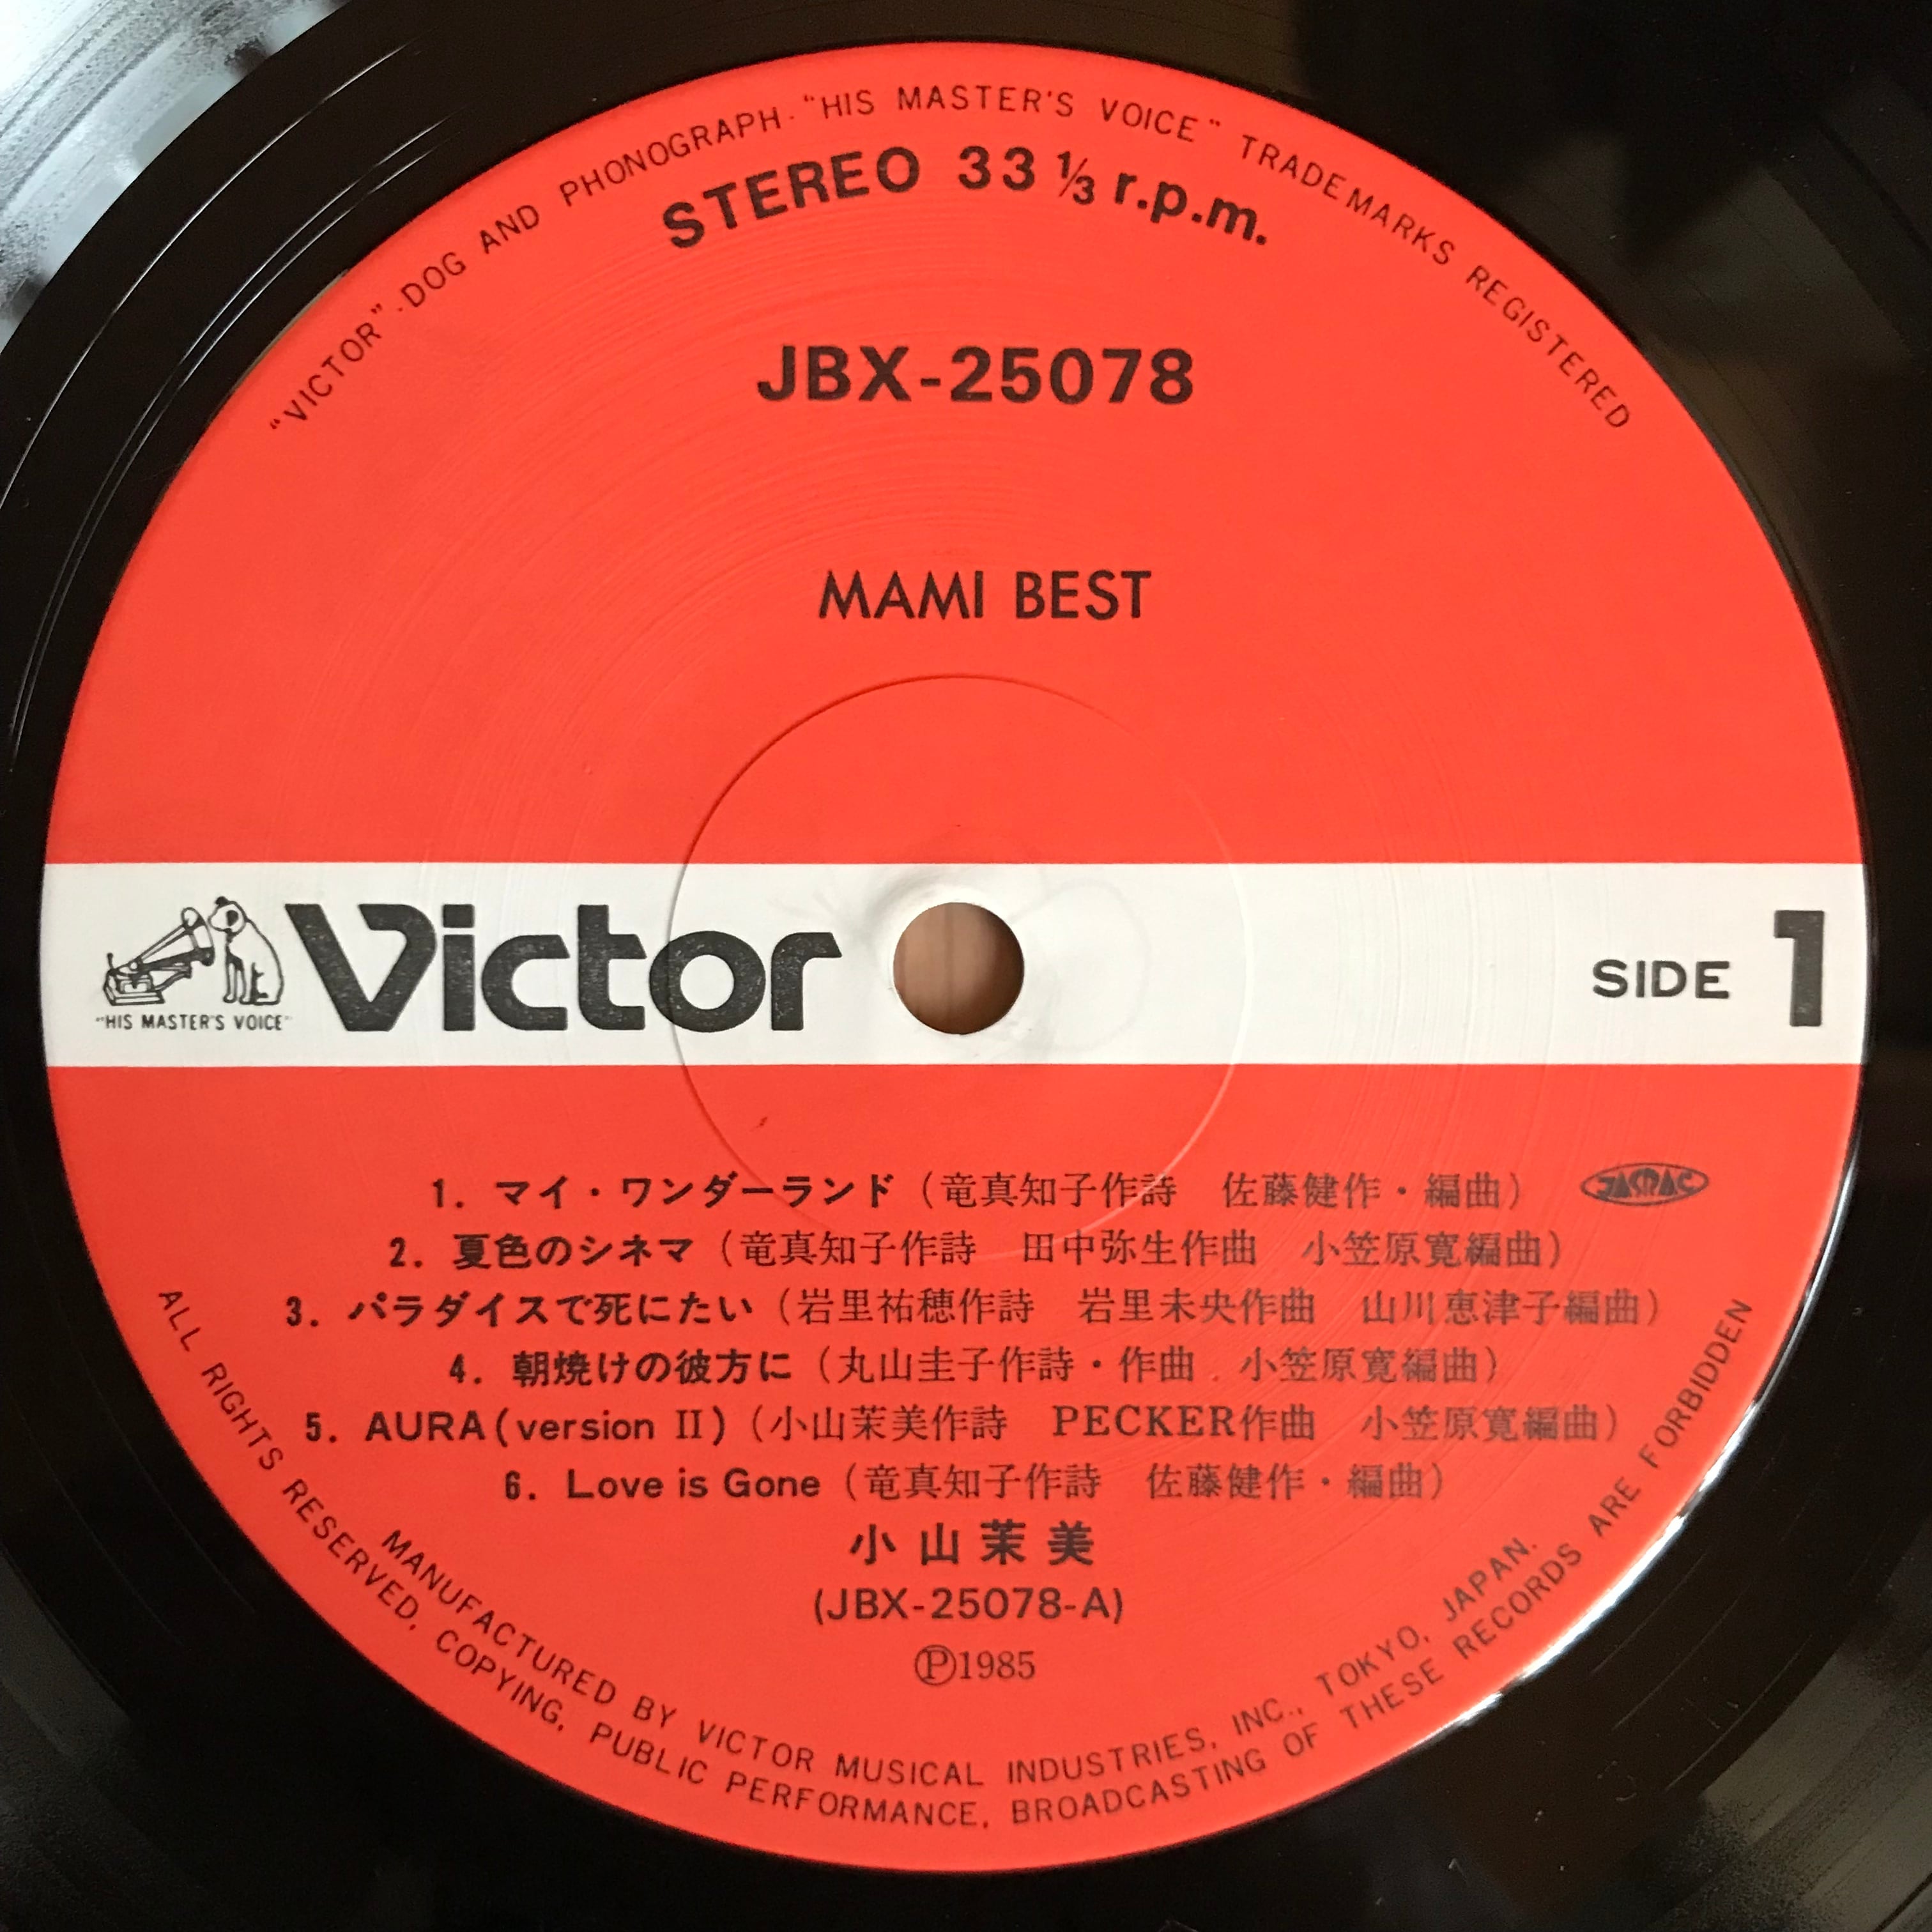 "VICTOR"·DOG AND PHONOGRAPH·"HIS MASTER'S VOICE" TRADEMARKS REGISTERED
STEREO 33 ⅓ r.p.m.
JBX-25078
MAMI BEST
"HIS MASTER'S VOICE"
Victor
SIDE 1
1. マイ・ワンダーランド（竜真知子作詩　佐藤健作・編曲）
JASRAC
2. 夏色のシネマ（竜真知子作詩　田中弥生作曲　小笠原寛編曲）
3. パラダイスで死にたい（岩里祐穂作詩　岩里未央作曲　山川恵津子編曲）
4. 朝焼けの彼方に（丸山圭子作詩・作曲　小笠原寛編曲）
5. AURA(version II)（小山茉美作詩　PECKER作曲　小笠原寛編曲）
6. Love is Gone（竜真知子作詩　佐藤健作・編曲）
小山茉美
(JBX-25078-A)
Ⓟ1985
MANUFACTURED BY VICTOR MUSICAL INDUSTRIES, INC., TOKYO, JAPAN.
ALL RIGHTS RESERVED, COPYING, PUBLIC PERFORMANCE, BROADCASTING OF THESE RECORDS ARE FORBIDDEN